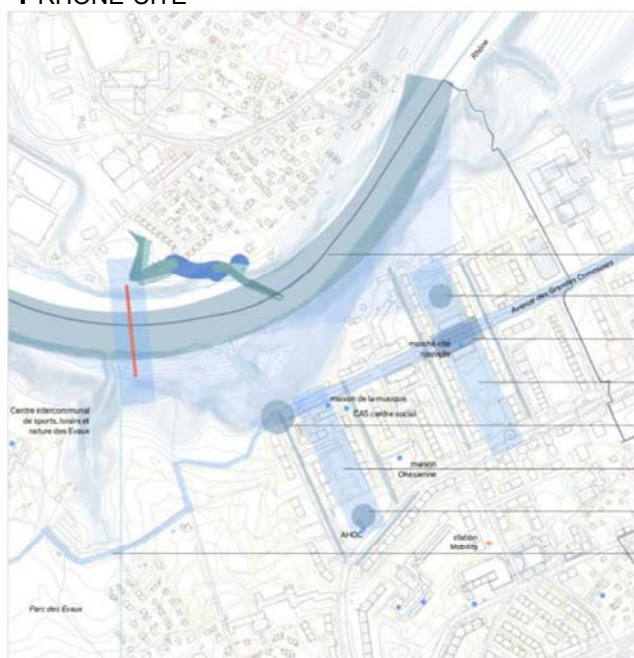 RHÔNE-CITÉ
Rhône
Avenue des Grandes Communes
marché cité
nouvelle
maison de la musique
CAS centre social
Centre intercommunal
de sports, loisirs et
nature des Evaux
maison
Onésienne
AHOC
station
Mobility
Parc des Evaux